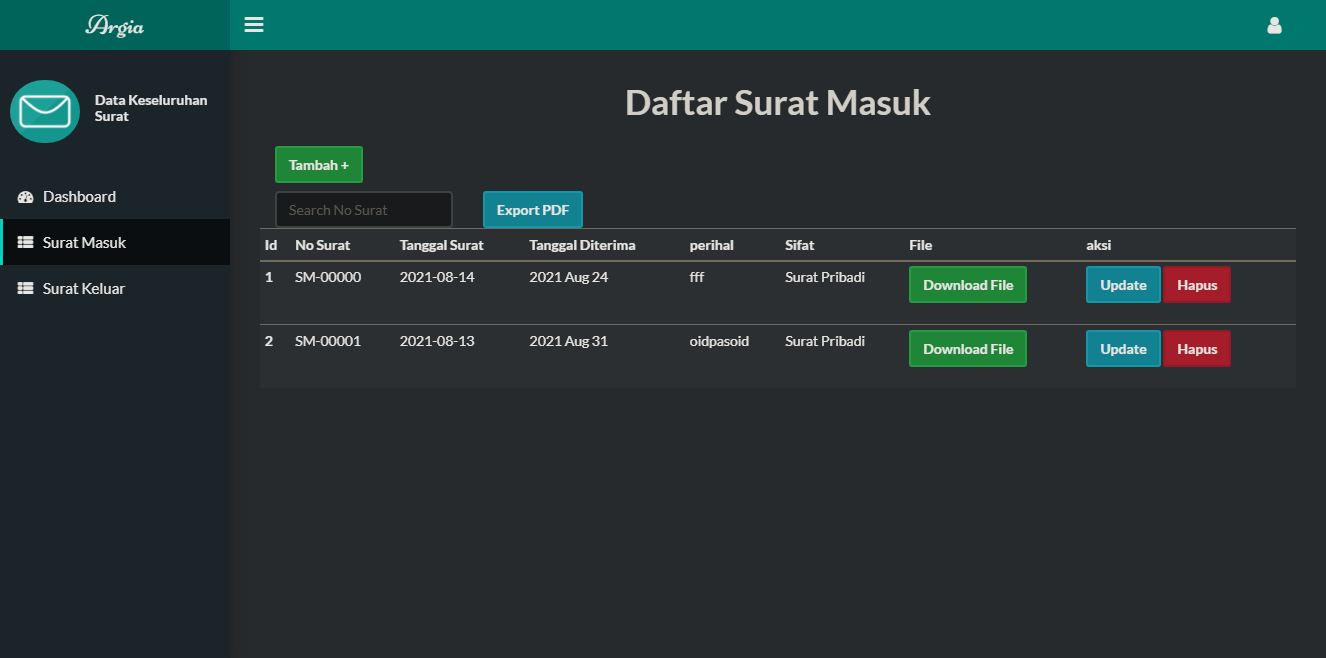 Argia
Data Keseluruhan
Surat
Dashboard
Surat Masuk
Surat Keluar
Daftar Surat Masuk
Tambah +
Search No Surat
Export PDF
Id No Surat Tanggal Surat Tanggal Diterima perihal Sifat File aksi
1 SM-00000 2021-08-14 2021 Aug 24 fff Surat Pribadi Download File Update Hapus
2 SM-00001 2021-08-13 2021 Aug 31 oidpasoid Surat Pribadi Download File Update Hapus